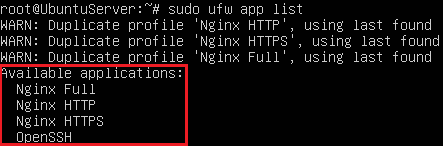 root@UbuntuServer:~# sudo ufw app list
WARN: Duplicate profile 'Nginx HTTP', using last found
WARN: Duplicate profile 'Nginx HTTPS', using last found
WARN: Duplicate profile 'Nginx Full', using last found
Available applications:
  Nginx Full
  Nginx HTTP
  Nginx HTTPS
  OpenSSH